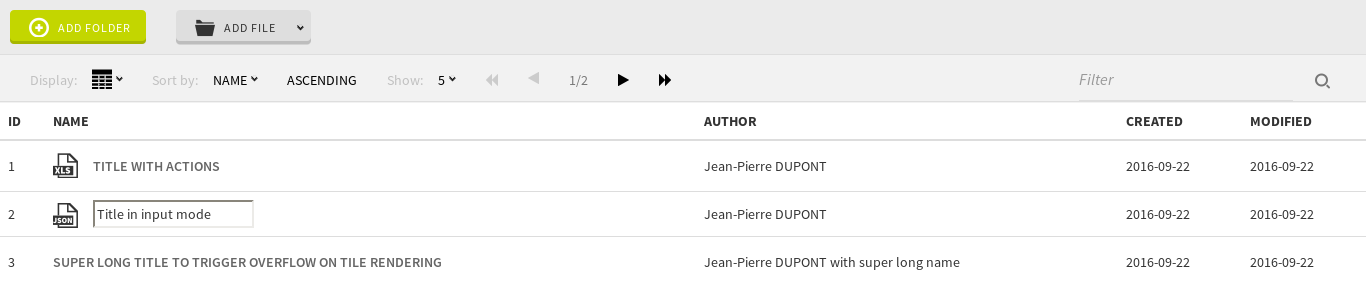 ADD FOLDER ADD FILE
Display: Sort by: NAME ASCENDING Show: 5 1/2 Filter
ID NAME AUTHOR CREATED MODIFIED
1 XLS TITLE WITH ACTIONS Jean-Pierre DUPONT 2016-09-22 2016-09-22
2 JSON Title in input mode Jean-Pierre DUPONT 2016-09-22 2016-09-22
3 SUPER LONG TITLE TO TRIGGER OVERFLOW ON TILE RENDERING Jean-Pierre DUPONT with super long name 2016-09-22 2016-09-22